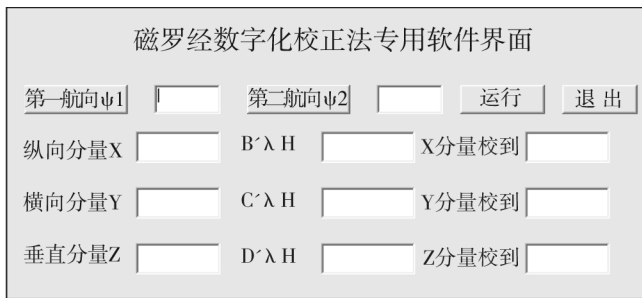 磁罗经数字化校正法专用软件界面
第一航向ψ1 第二航向ψ2 运行 退出
纵向分量X B´λH X分量校到
横向分量Y C´λH Y分量校到
垂直分量Z D´λH Z分量校到